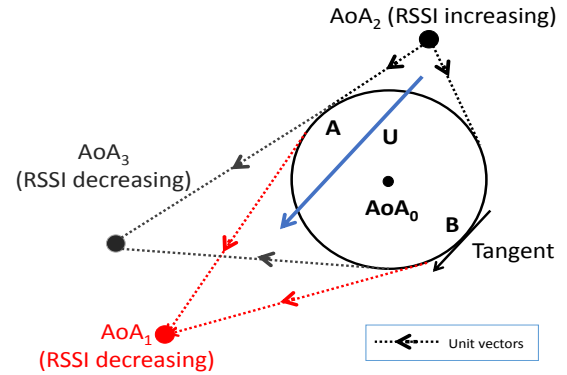 AoA₂ (RSSI increasing)
A
U
AoA₃
(RSSI decreasing)
AoA₀
B
Tangent
AoA₁
(RSSI decreasing)
Unit vectors